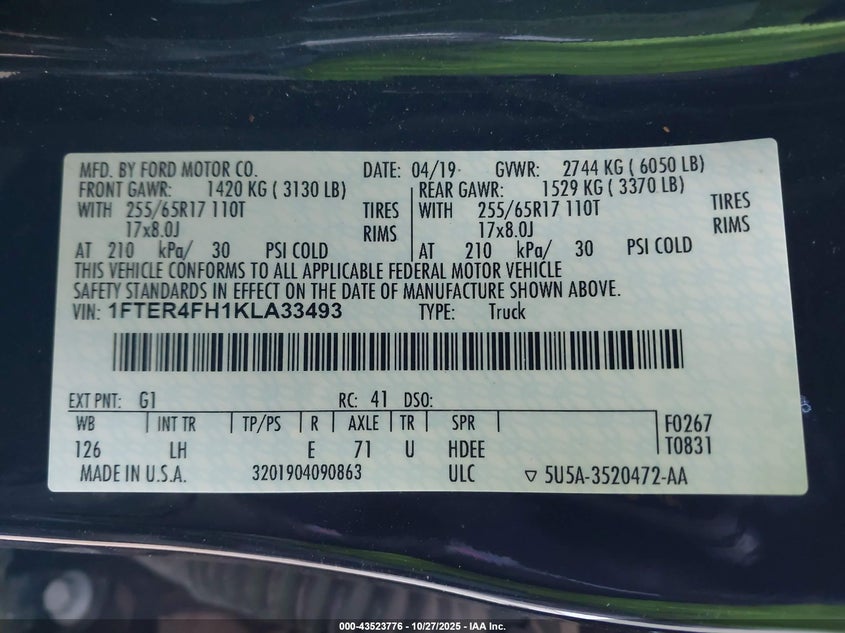 MFD. BY FORD MOTOR CO. DATE: 04/19 GVWR: 2744 KG ( 6050 LB)
FRONT GAWR: 1420 KG ( 3130 LB) REAR GAWR: 1529 KG ( 3370 LB)
WITH 255/65R17 110T TIRES WITH 255/65R17 110T TIRES
17x8.0J RIMS 17x8.0J RIMS
AT 210 kPa/ 30 PSI COLD AT 210 kPa/ 30 PSI COLD
THIS VEHICLE CONFORMS TO ALL APPLICABLE FEDERAL MOTOR VEHICLE
SAFETY STANDARDS IN EFFECT ON THE DATE OF MANUFACTURE SHOWN ABOVE.
VIN: 1FTER4FH1KLA33493 TYPE: Truck
EXT PNT: G1 RC: 41 DSO:
WB INT TR TP/PS R AXLE TR SPR F0267
126 LH E 71 U HDEE T0831
MADE IN U.S.A. 3201904090863 ULC ▽ 5U5A-3520472-AA
000-43523776 - 10/27/2025 - IAA Inc.